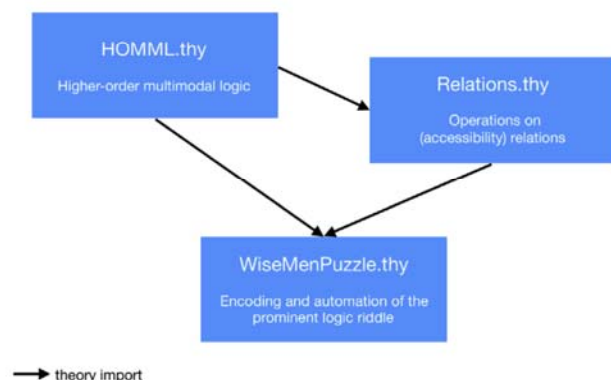 HOMML.thy
Higher-order multimodal logic
Relations.thy
Operations on
(accessibility) relations
WiseMenPuzzle.thy
Encoding and automation of the
prominent logic riddle
theory import